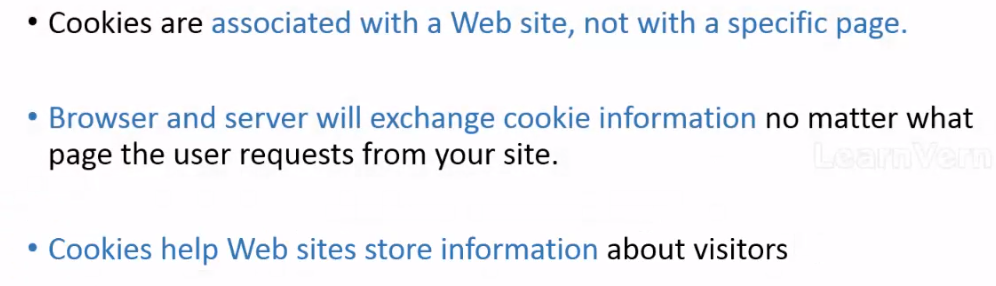 • Cookies are associated with a Web site, not with a specific page.
• Browser and server will exchange cookie information no matter what
page the user requests from your site.
LearnVern
• Cookies help Web sites store information about visitors